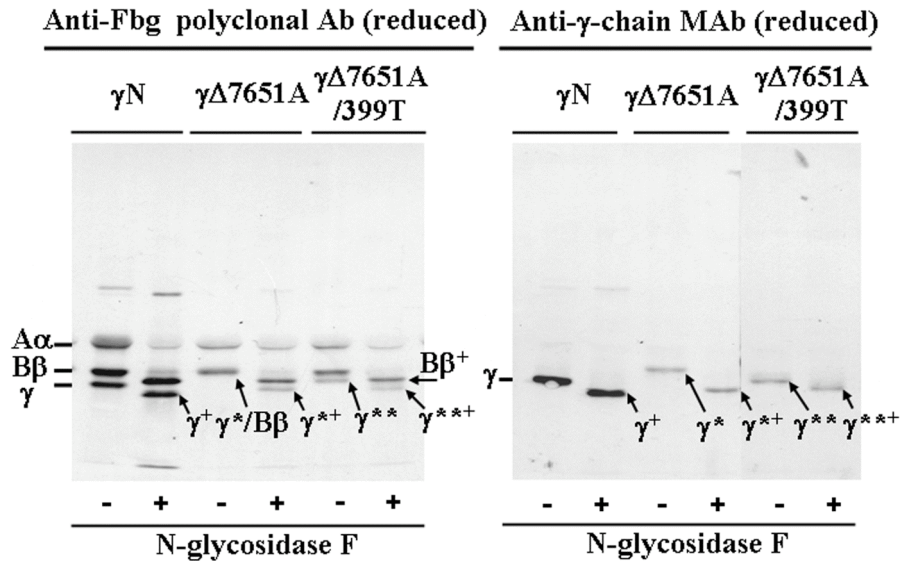 Anti-Fbg polyclonal Ab (reduced)
γN γΔ7651A γΔ7651A
/399T
Aα
Bβ
γ
Bβ⁺
γ⁺ γ*/Bβ γ*⁺ γ** γ**⁺
- + - + - +
N-glycosidase F
Anti-γ-chain MAb (reduced)
γN γΔ7651A γΔ7651A
/399T
γ
γ⁺ γ* γ*⁺ γ** γ**⁺
- + - + - +
N-glycosidase F